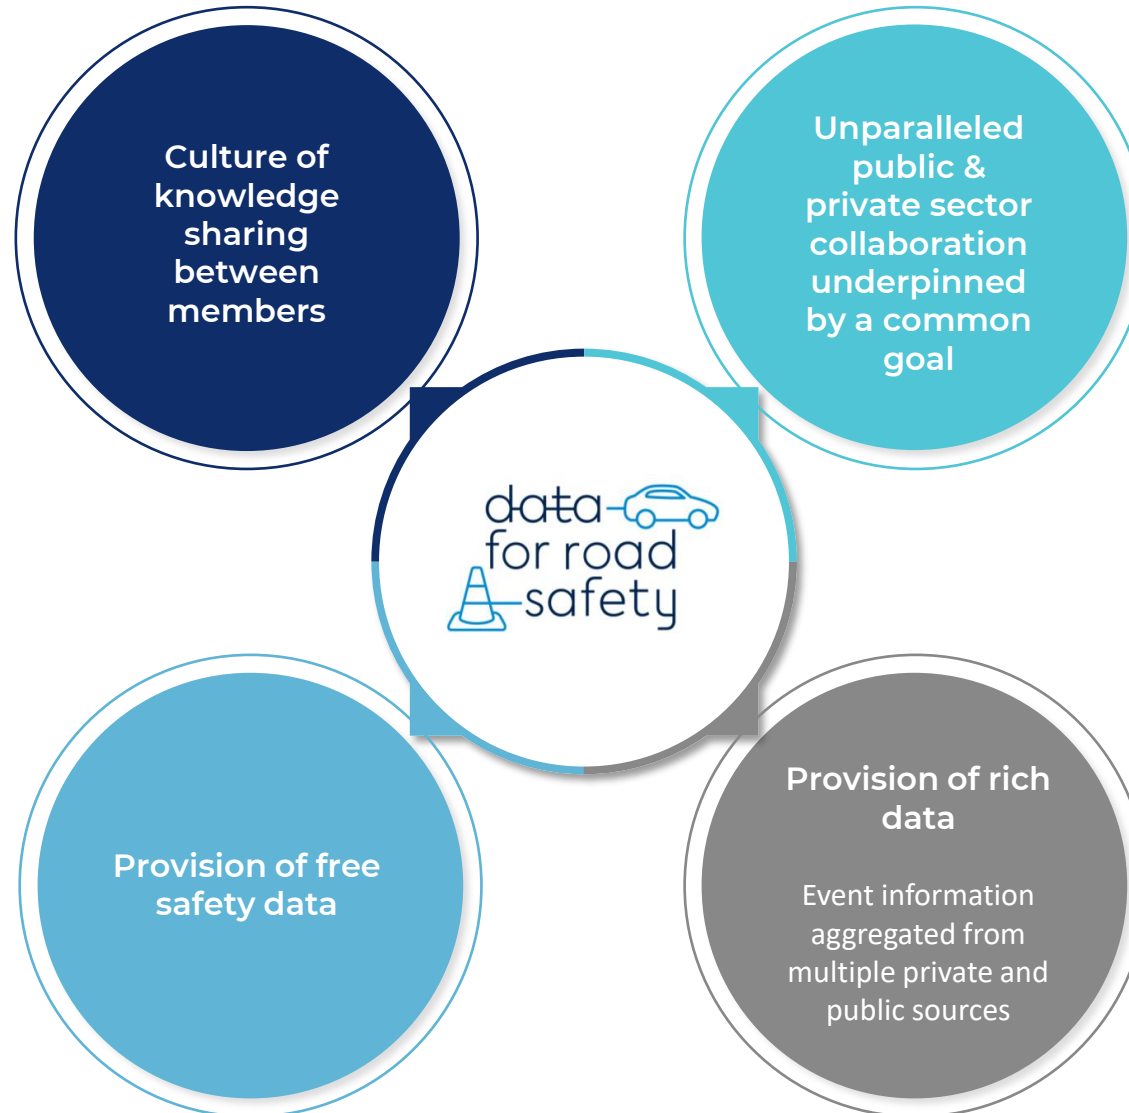 Culture of
knowledge
sharing
between
members
Unparalleled
public &
private sector
collaboration
underpinned
by a common
goal
data
for road
safety
Provision of free
safety data
Provision of rich
data
Event information
aggregated from
multiple private and
public sources